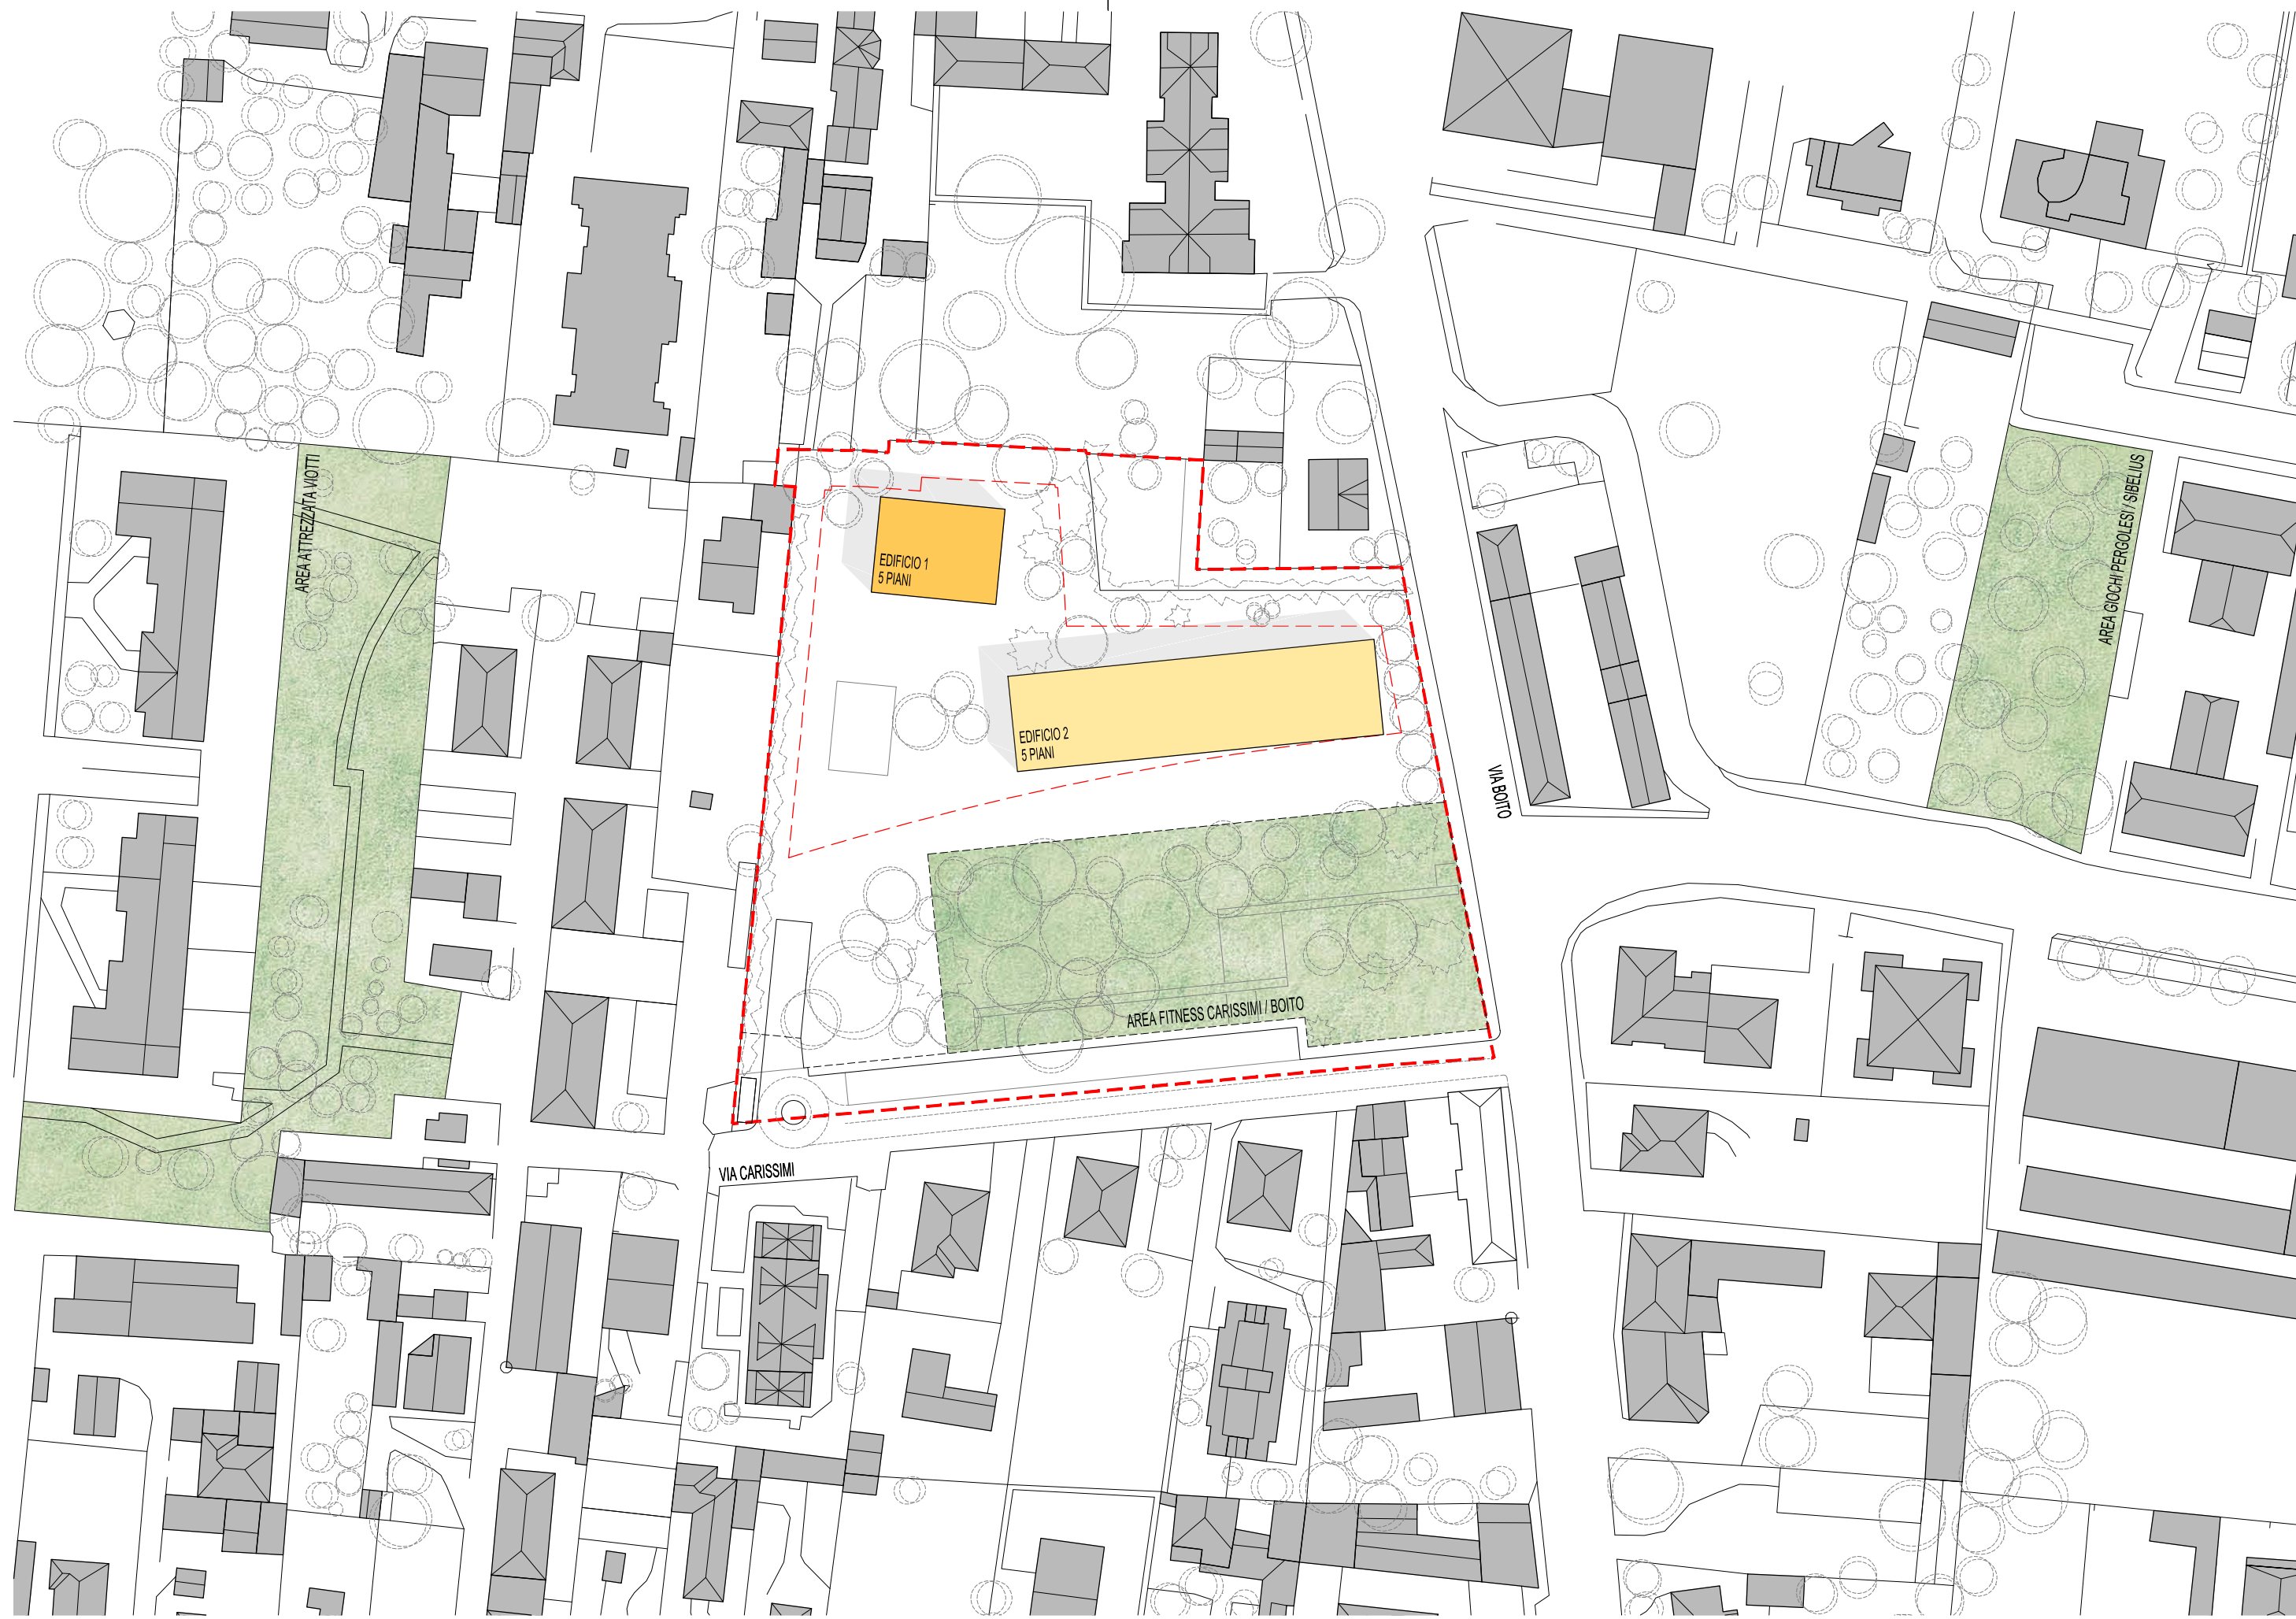 AREA ATTREZZATA VIOTTI
AREA GIOCHI PERGOLESI / SIBELIUS
EDIFICIO 1
5 PIANI
EDIFICIO 2
5 PIANI
VIA BOITO
AREA FITNESS CARISSIMI / BOITO
VIA CARISSIMI